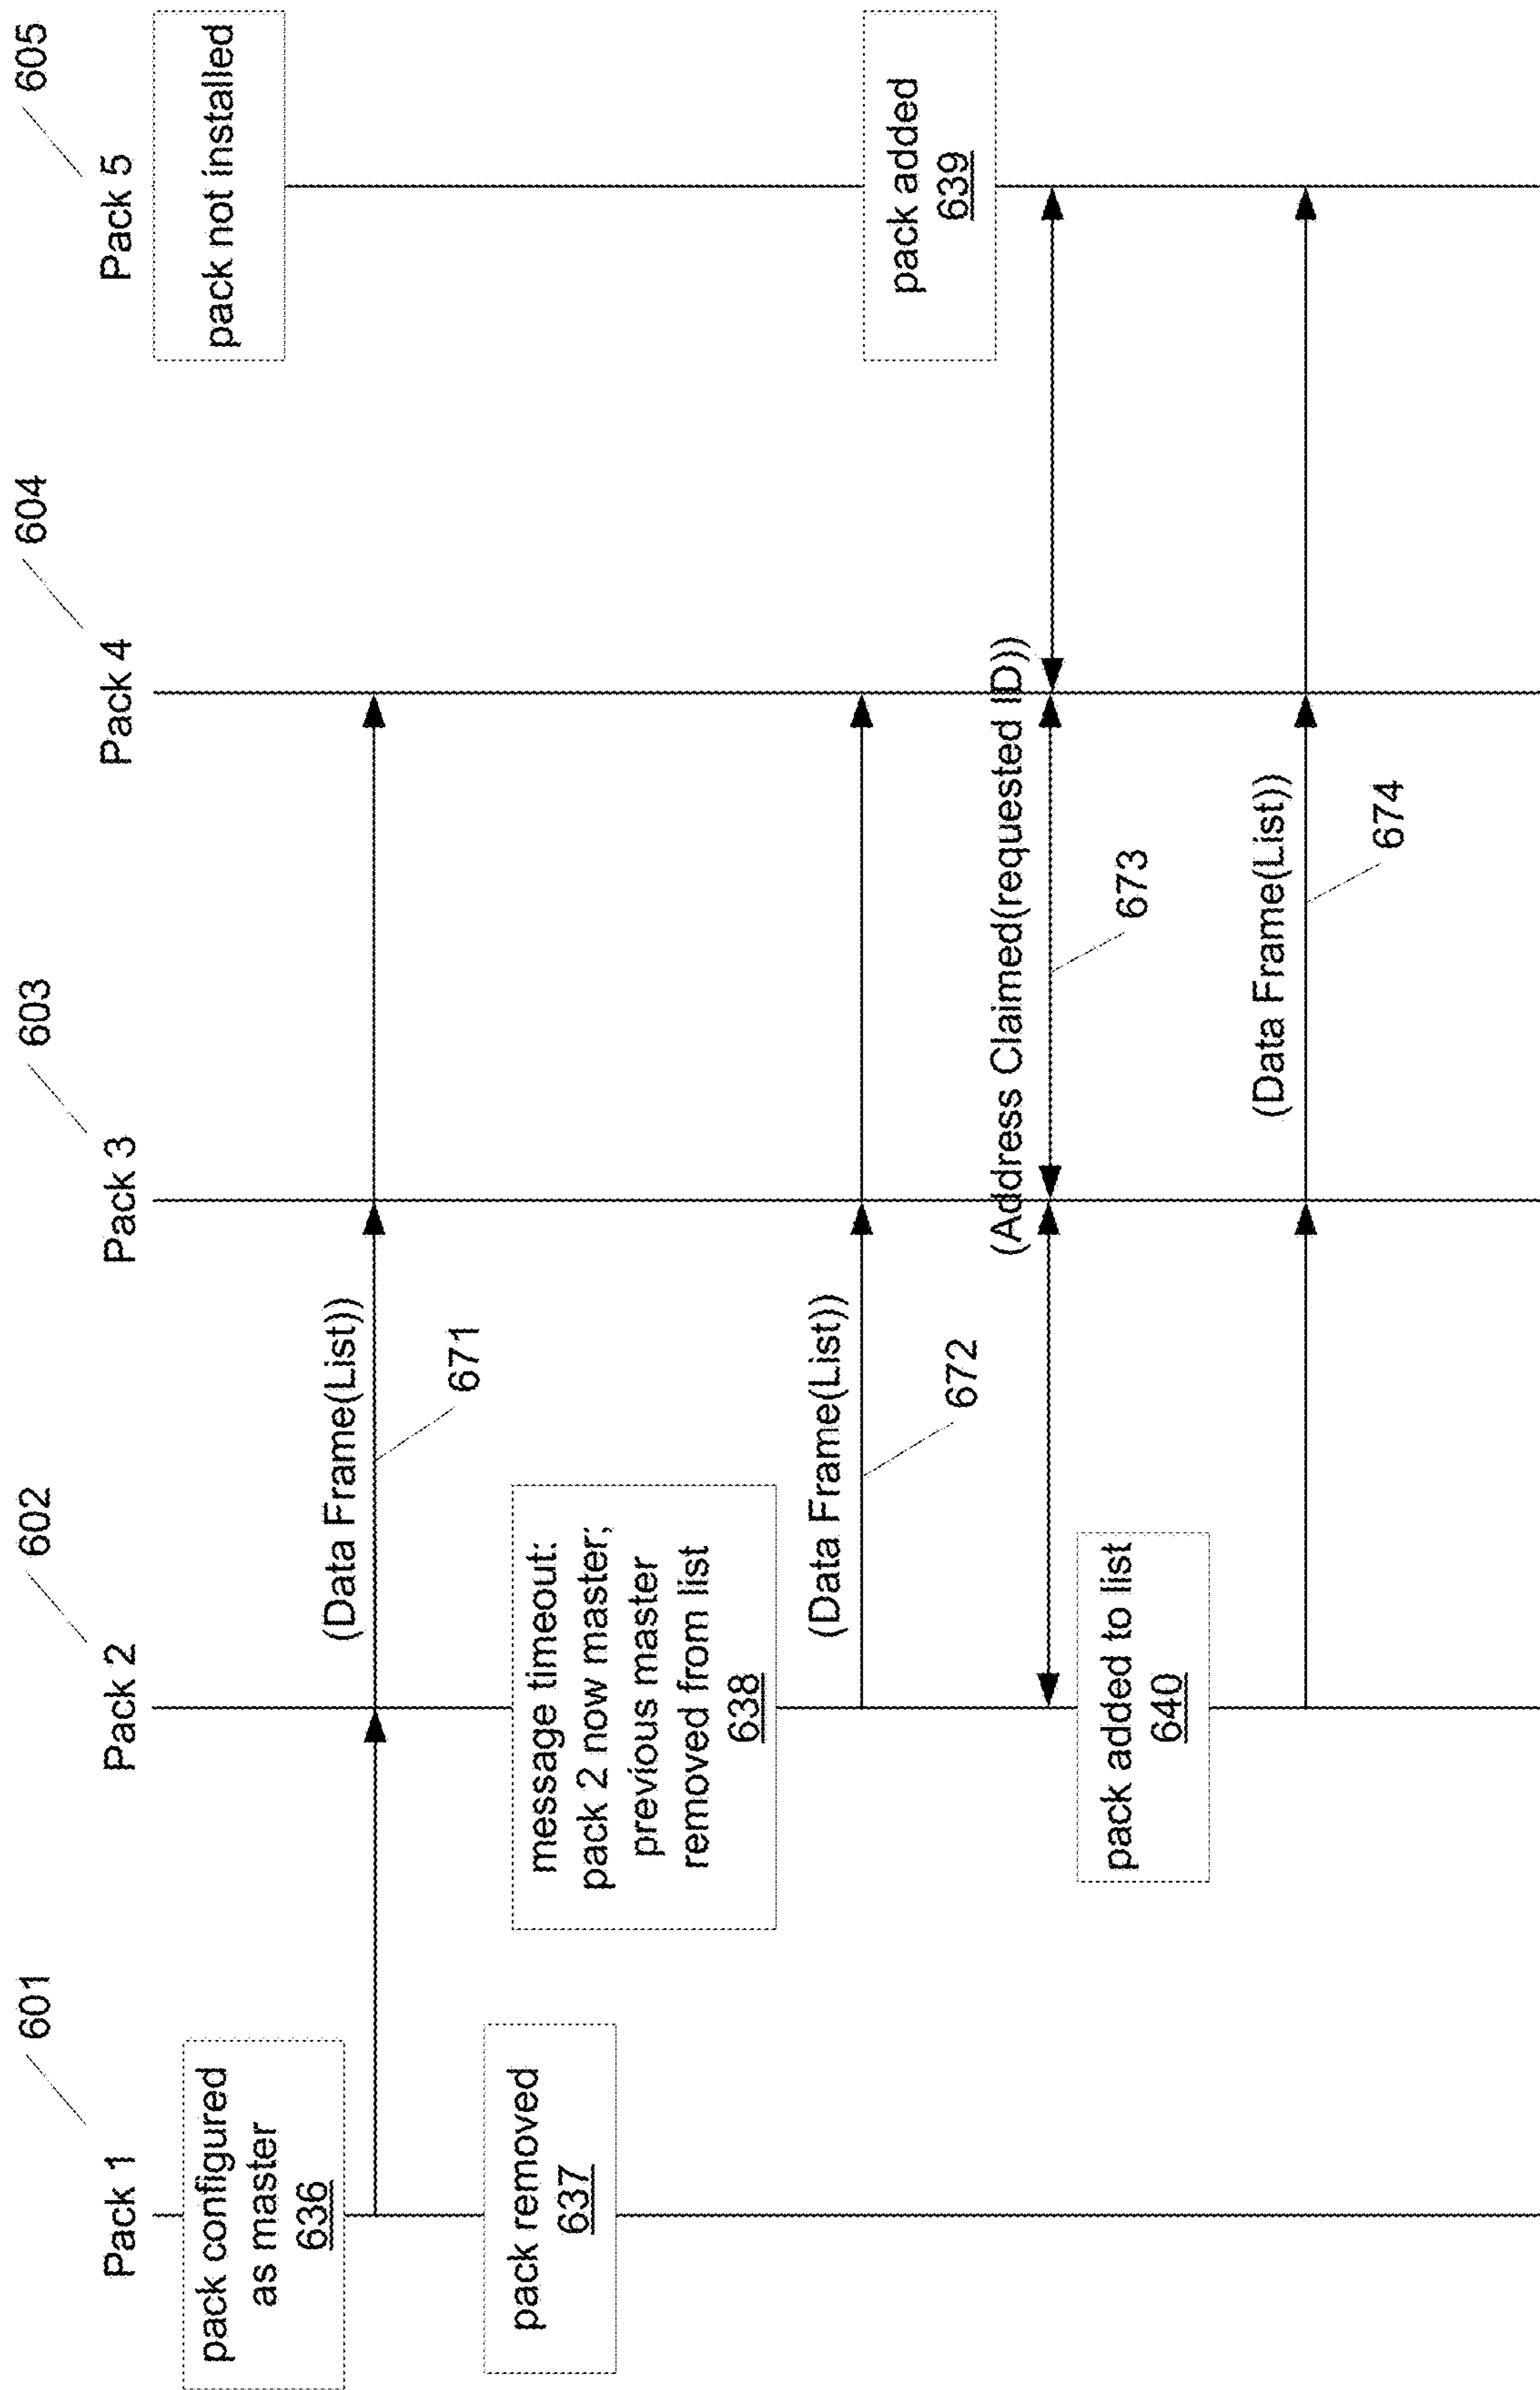 601
602
603
604
605
Pack 1
Pack 2
Pack 3
Pack 4
Pack 5
pack configured
as master
636
pack not installed
(Data Frame(List))
671
pack removed
637
message timeout:
pack 2 now master;
previous master
removed from list
638
(Data Frame(List))
672
pack added
639
(Address Claimed(requested ID))
673
pack added to list
640
(Data Frame(List))
674